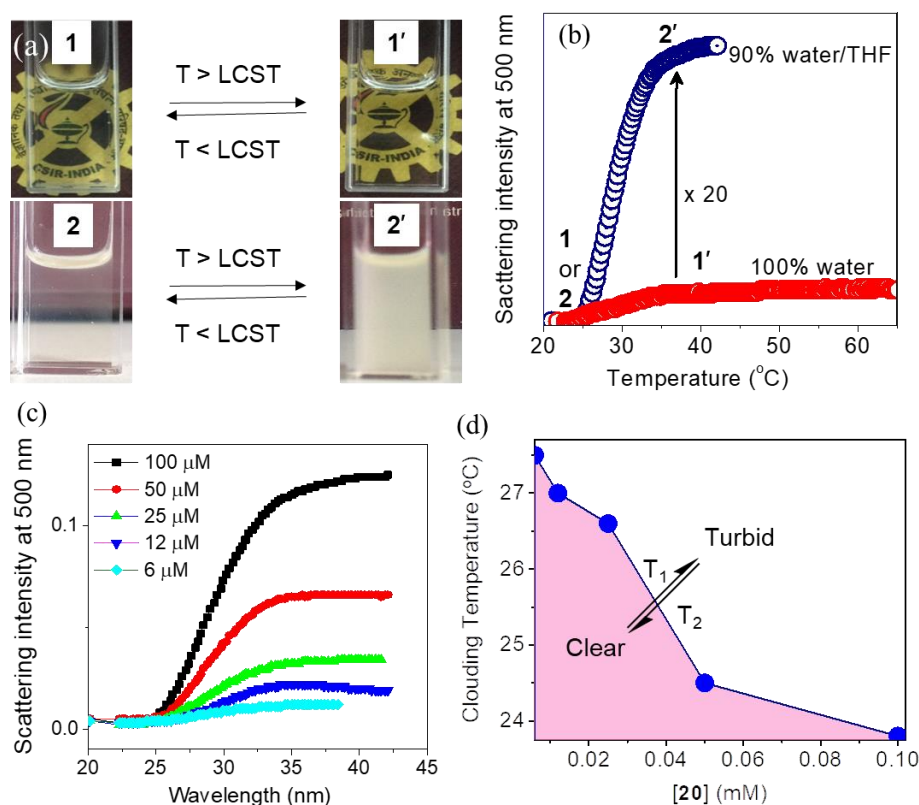 (a)
1
T > LCST
T < LCST
1′
CSIR-INDIA
CSIR-INDIA
2
T > LCST
T < LCST
2′
(b)
Sacttering intensity at 500 nm
2′
90% water/THF
x 20
1
or
2
1′
100% water
20 30 40 50 60
Temperature (°C)
(c)
Scattering intensity at 500 nm
100 μM
50 μM
25 μM
12 μM
6 μM
0.1
0.0
20 25 30 35 40 45
Wavelength (nm)
(d)
Clouding Temperature (°C)
27
26
25
24
Turbid
T₁
T₂
Clear
0.02 0.04 0.06 0.08 0.10
[20] (mM)